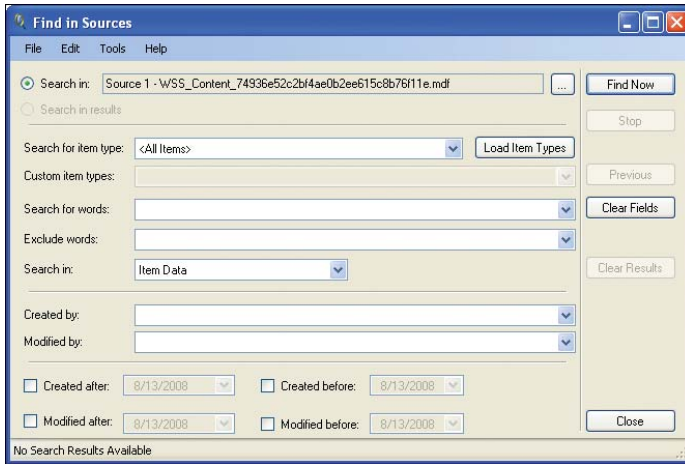 Find in Sources
File Edit Tools Help
Search in: Source 1 - WSS_Content_74936e52c2bf4ae0b2ee615c8b76f11e.mdf ... Find Now
Search in results
Stop
Search for item type: <All Items> Load Item Types
Custom item types: Previous
Search for words: Clear Fields
Exclude words:
Search in: Item Data Clear Results
Created by:
Modified by:
Created after: 8/13/2008 Created before: 8/13/2008
Modified after: 8/13/2008 Modified before: 8/13/2008 Close
No Search Results Available